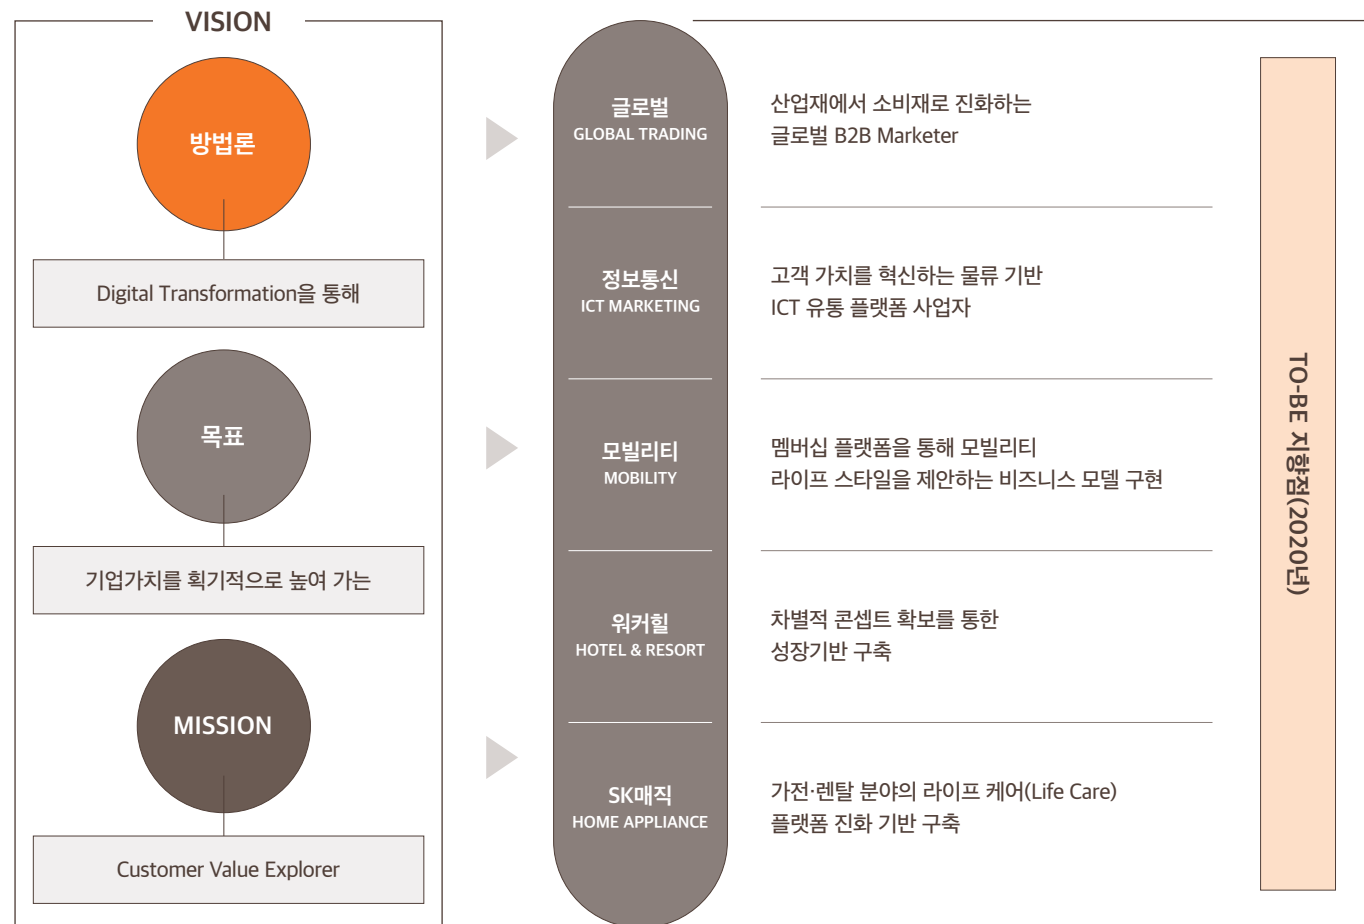 VISION
방법론
Digital Transformation을 통해
목표
기업가치를 획기적으로 높여 가는
MISSION
Customer Value Explorer
글로벌
GLOBAL TRADING
산업재에서 소비재로 진화하는
글로벌 B2B Marketer
정보통신
ICT MARKETING
고객 가치를 혁신하는 물류 기반
ICT 유통 플랫폼 사업자
모빌리티
MOBILITY
멤버십 플랫폼을 통해 모빌리티
라이프 스타일을 제안하는 비즈니스 모델 구현
워커힐
HOTEL & RESORT
차별적 콘셉트 확보를 통한
성장기반 구축
SK매직
HOME APPLIANCE
가전·렌탈 분야의 라이프 케어(Life Care)
플랫폼 진화 기반 구축
TO-BE 지향점(2020년)